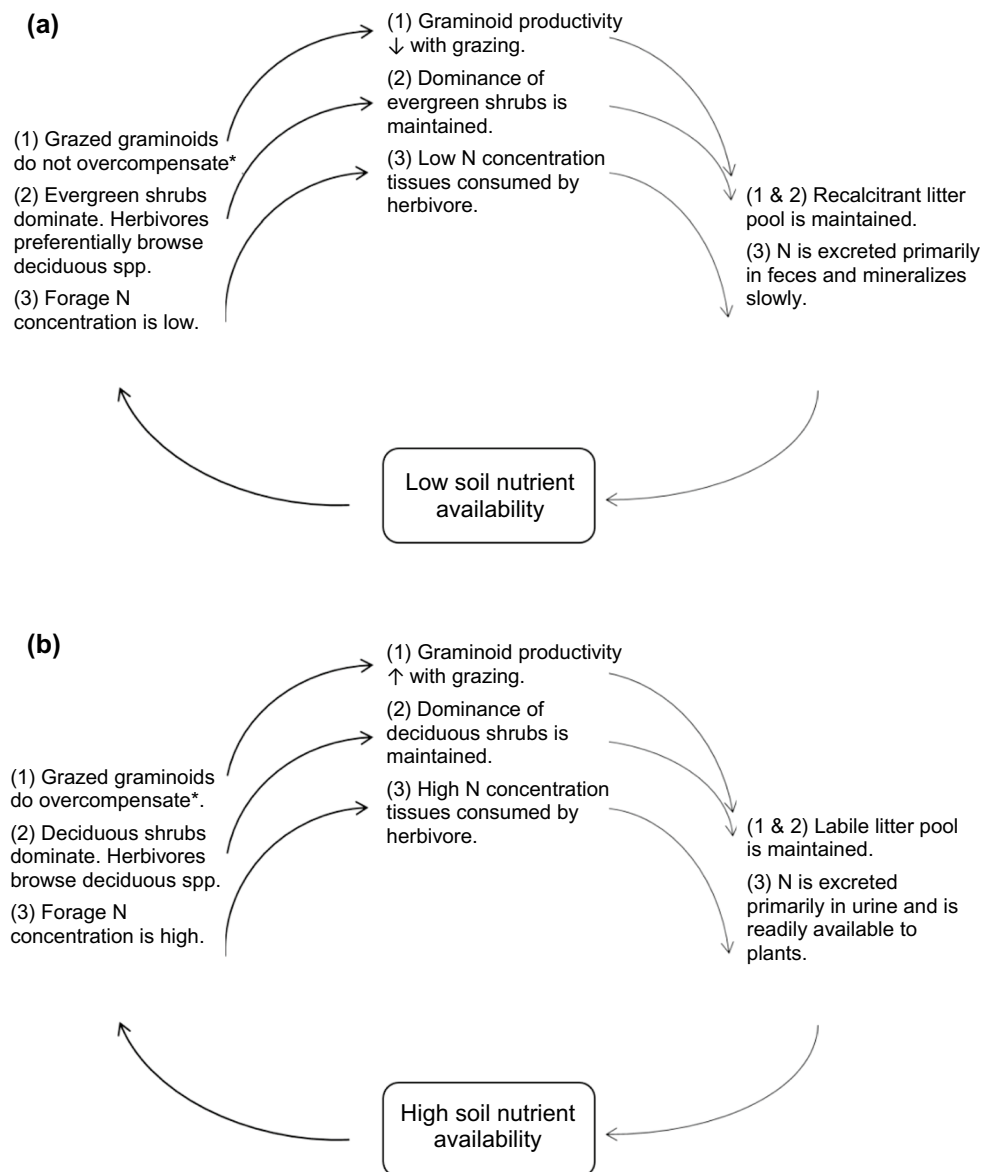 (a)
(1) Graminoid productivity
↓ with grazing.
(2) Dominance of
evergreen shrubs is
maintained.
(3) Low N concentration
tissues consumed by
herbivore.
(1) Grazed graminoids
do not overcompensate*
(2) Evergreen shrubs
dominate. Herbivores
preferentially browse
deciduous spp.
(3) Forage N
concentration is low.
(1 & 2) Recalcitrant litter
pool is maintained.
(3) N is excreted primarily
in feces and mineralizes
slowly.
Low soil nutrient
availability
(b)
(1) Graminoid productivity
↑ with grazing.
(2) Dominance of
deciduous shrubs is
maintained.
(3) High N concentration
tissues consumed by
herbivore.
(1) Grazed graminoids
do overcompensate*.
(2) Deciduous shrubs
dominate. Herbivores
browse deciduous spp.
(3) Forage N
concentration is high.
(1 & 2) Labile litter pool
is maintained.
(3) N is excreted
primarily in urine and is
readily available to
plants.
High soil nutrient
availability